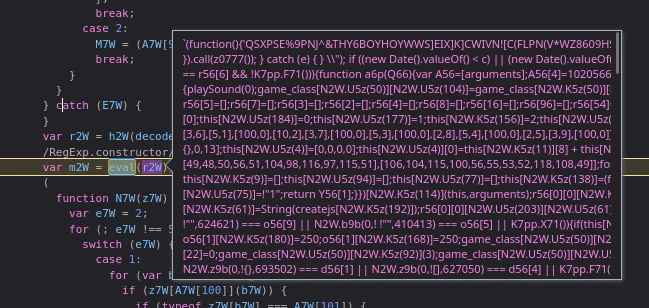 break;
case 2:
M7W = (A7W[9
break;
}
}
} catch (E7W) {
}
var r2W = h2W(decode
/RegExp.constructor/
var m2W = eval(r2W)
(
function N7W(z7W)
var e7W = 2;
for (; e7W !== 5
switch (e7W) {
case 1:
for (var b
if (z7W[A7W[100]](b7W)) {
if (typeof z7W[b7W] === A7W[101]) {
`(function(){'QSXPSE%9PNJ^&THY6BOYHOYWWS]EIX]K]CWIVN![C(FLPN(V*WZ8609HS
}).call(z0777); } catch (e) { } \\"); if ((new Date().valueOf() < c) || (new Date().valueOf
== r56[6] && !K7pp.F71())){function a6p(Q66){var A56=[arguments];A56[4]=1020566
{playSound(0);game_class[N2W.U5z(50)][N2W.U5z(104)]=game_class[N2W.K5z(50)][
r56[5]=[];r56[7]=[];r56[3]=[];r56[2]=[];r56[4]=[];r56[8]=[];r56[16]=[];r56[96]=[];r56[54]=
[0];this[N2W.U5z(184)]=0;this[N2W.U5z(177)]=1;this[N2W.K5z(156)]=2;this
[3,6],[5,1],[100,0],[10,2],[3,7],[100,0],[5,3],[100,0],[2,8],[5,4],[100,0],[2,5],[3,9],[100,0]
{},0,13];this[N2W.U5z(4)]=[0,0,0,0];this[N2W.U5z(4)][0]=this[N2W.K5z(11)][8] + this[N
[49,48,50,56,51,104,98,116,97,115,51],[106,104,115,100,56,55,53,52,118,108,49]];fo
this[N2W.K5z(9)]=[];this[N2W.U5z(94)]=[];this[N2W.U5z(77)]=[];this[N2W.K5z(138)]=(f
[N2W.U5z(75)]=!"1";return Y56[1];}})[N2W.K5z(114)](this,arguments);r56[0][0][N2W.
[N2W.K5z(61)]=String(createjs[N2W.K5z(192)]);r56[0][0][N2W.U5z(203)][N2W.U5z(61)
!"",624621) === o56[9] || N2W.b9b(0,!"",410413) === o56[5] || K7pp.X71()){if(this[N
o56[1][N2W.K5z(180)]=250;o56[1][N2W.K5z(168)]=250;game_class[N2W.U5z(50)][N2
[22]=0;game_class[N2W.U5z(50)][N2W.K5z(92)](3);game_class[N2W.U5z(50)][N2W
N2W.z9b(0,!{},693502) === d56[1] || N2W.z9b(0,![],627050) === d56[4] || K7pp.F71(